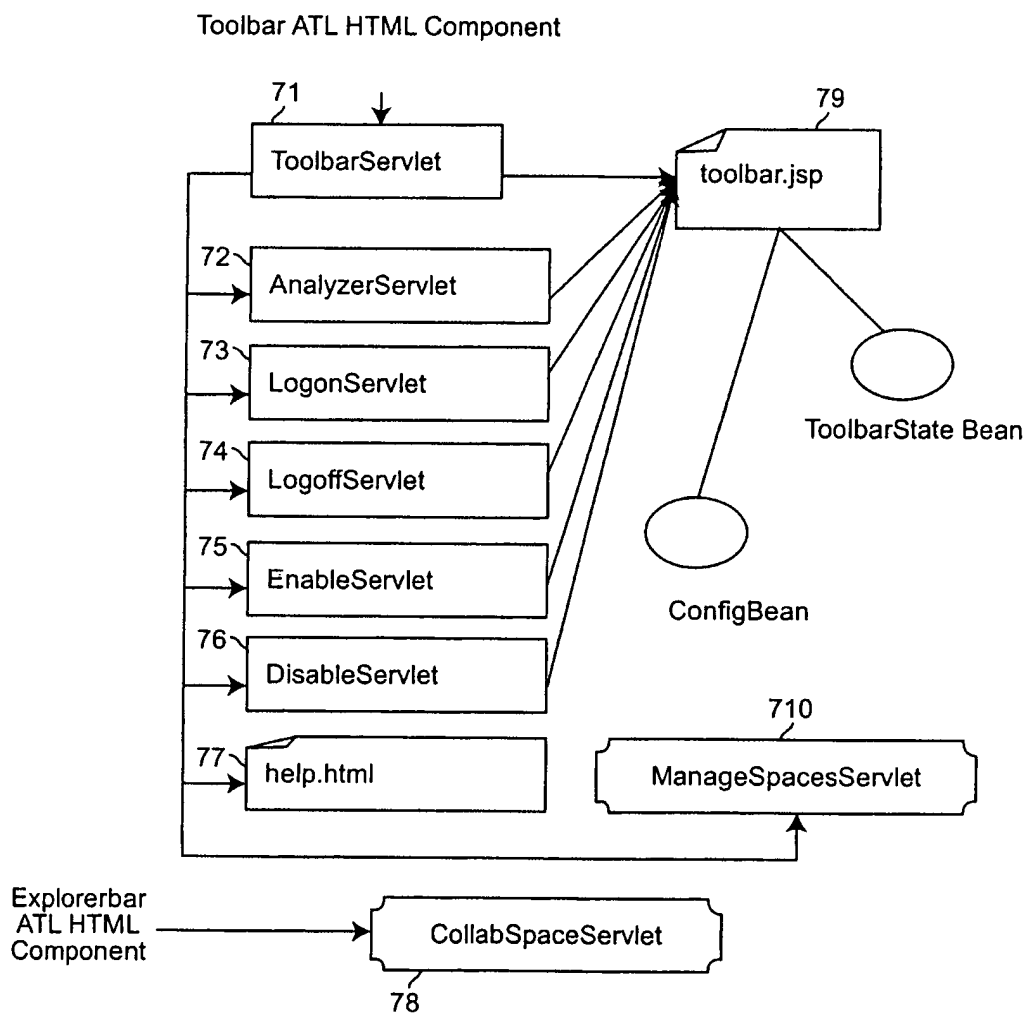 Toolbar ATL HTML Component
71
ToolbarServlet
79
toolbar.jsp
72
AnalyzerServlet
73
LogonServlet
ToolbarState Bean
74
LogoffServlet
75
EnableServlet
ConfigBean
76
DisableServlet
710
ManageSpacesServlet
77
help.html
Explorerbar
ATL HTML
Component
CollabSpaceServlet
78